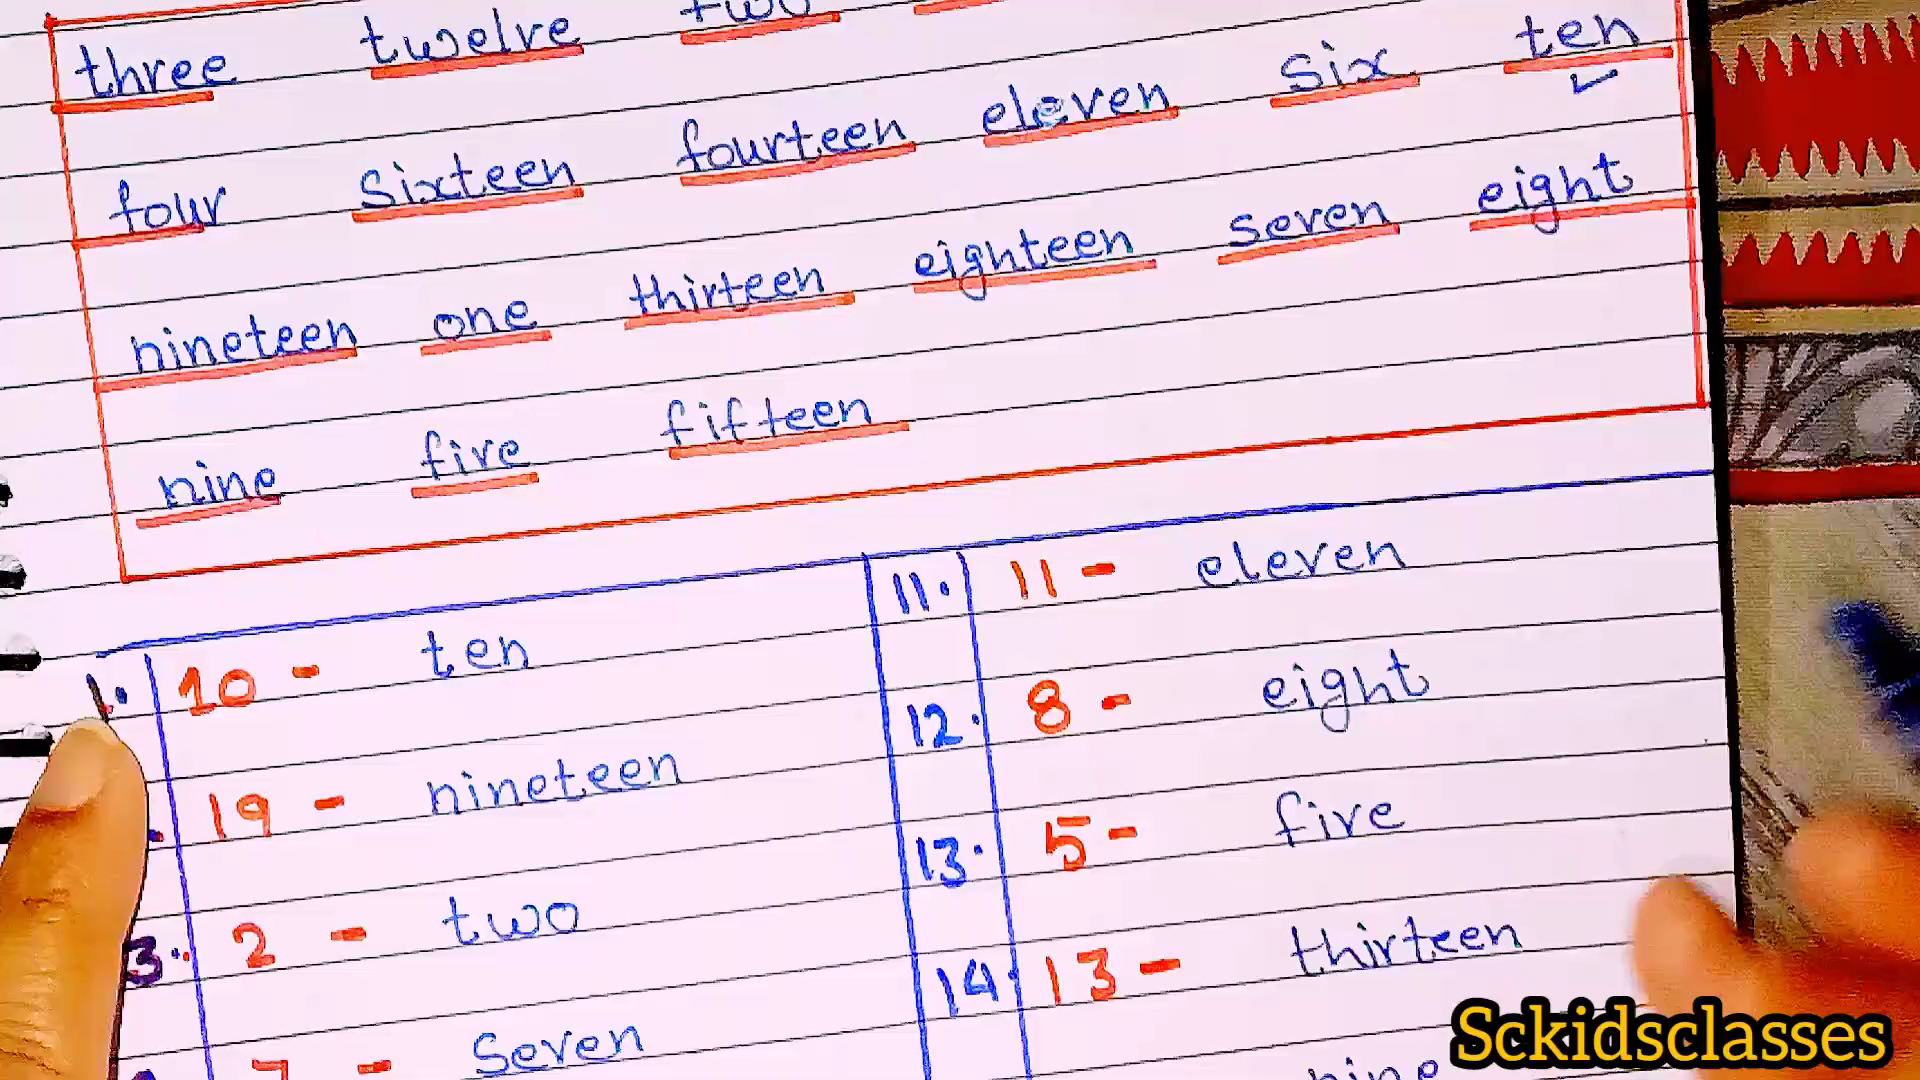 three twelve two
four sixteen fourteen eleven six ten
nineteen one thirteen eighteen seven eight
nine five fifteen
1. 10 - ten
19 - nineteen
3. 2 - two
7 - seven
11. 11 - eleven
12. 8 - eight
13. 5 - five
14. 13 - thirteen
nine
Sckidsclasses